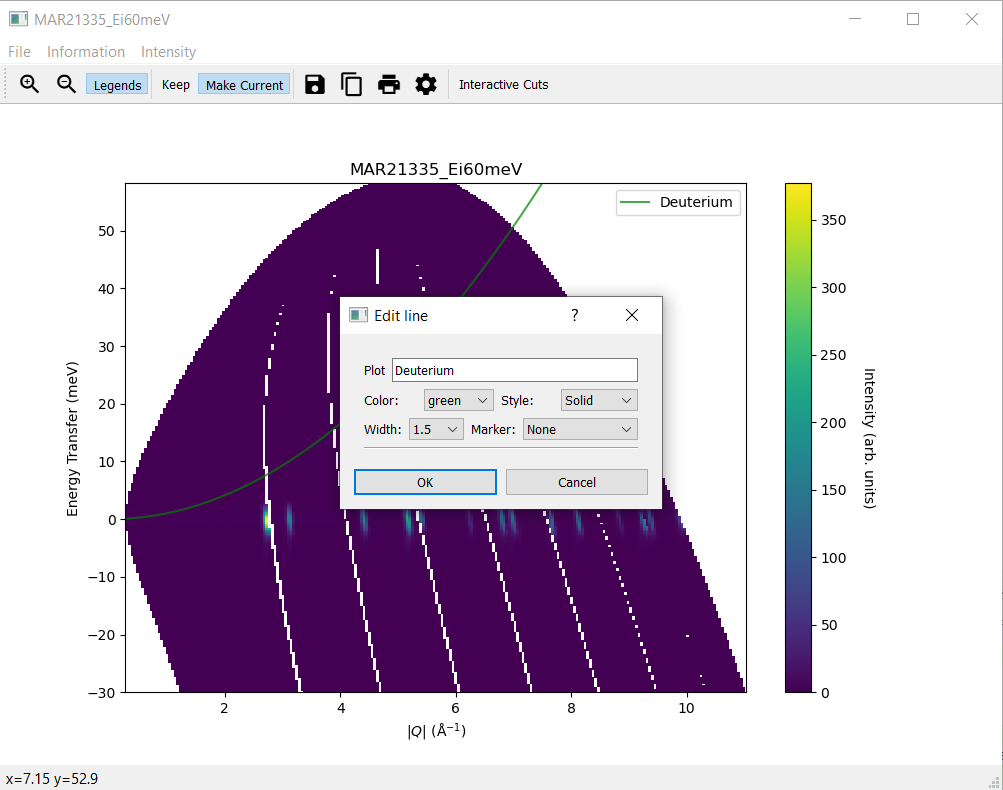 MAR21335_Ei60meV
File Information Intensity
Legends Keep Make Current Interactive Cuts
MAR21335_Ei60meV
Deuterium
50
40
30
20
10
0
−10
−20
−30
Energy Transfer (meV)
2 4 6 8 10
|Q| (Å⁻¹)
350
300
250
200
150
100
50
0
Intensity (arb. units)
Edit line ?
Plot Deuterium
Color: green Style: Solid
Width: 1.5 Marker: None
OK Cancel
x=7.15 y=52.9